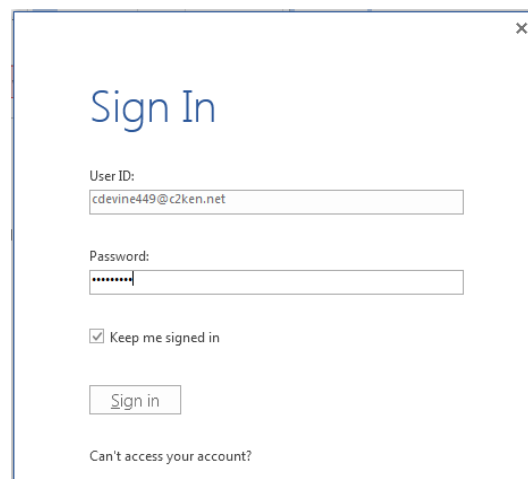 Sign In
User ID:
cdevine449@c2ken.net
Password:
•••••••••
Keep me signed in
Sign in
Can't access your account?